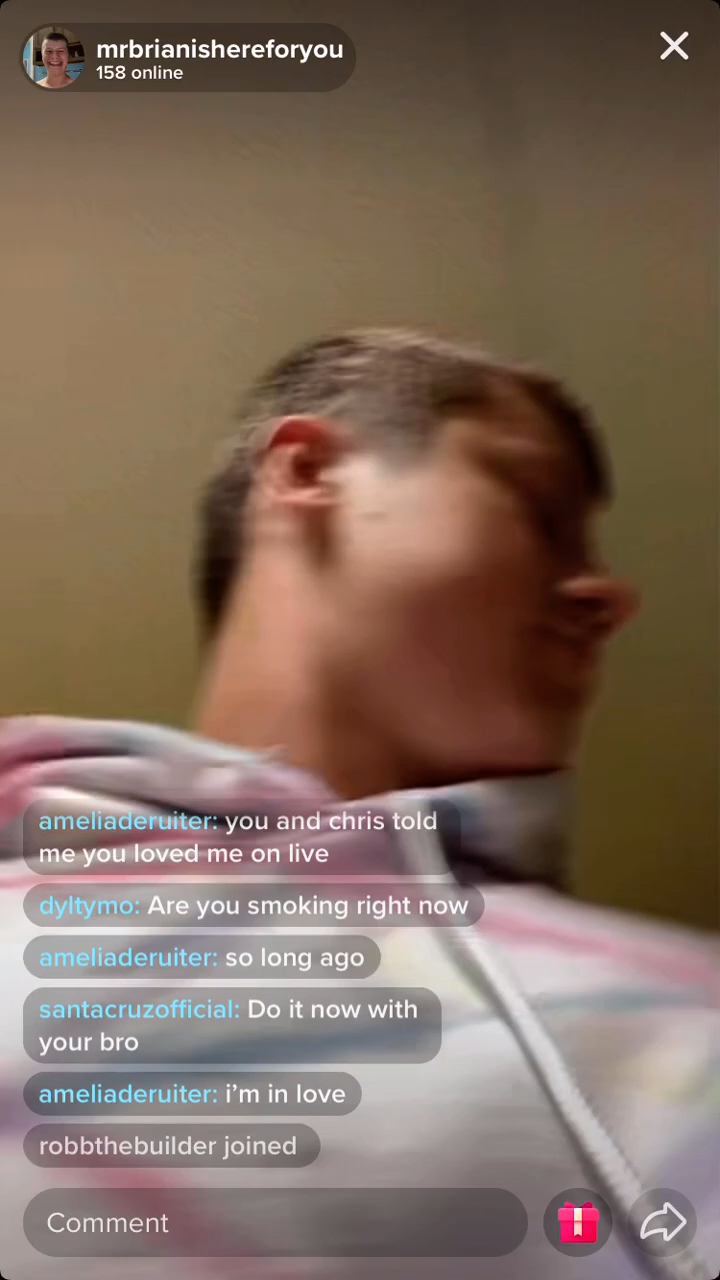 mrbrianishereforyou
158 online
ameliaderuiter: you and chris told
me you loved me on live
dyltymo: Are you smoking right now
ameliaderuiter: so long ago
santacruzofficial: Do it now with
your bro
ameliaderuiter: i’m in love
robbthebuilder joined
Comment